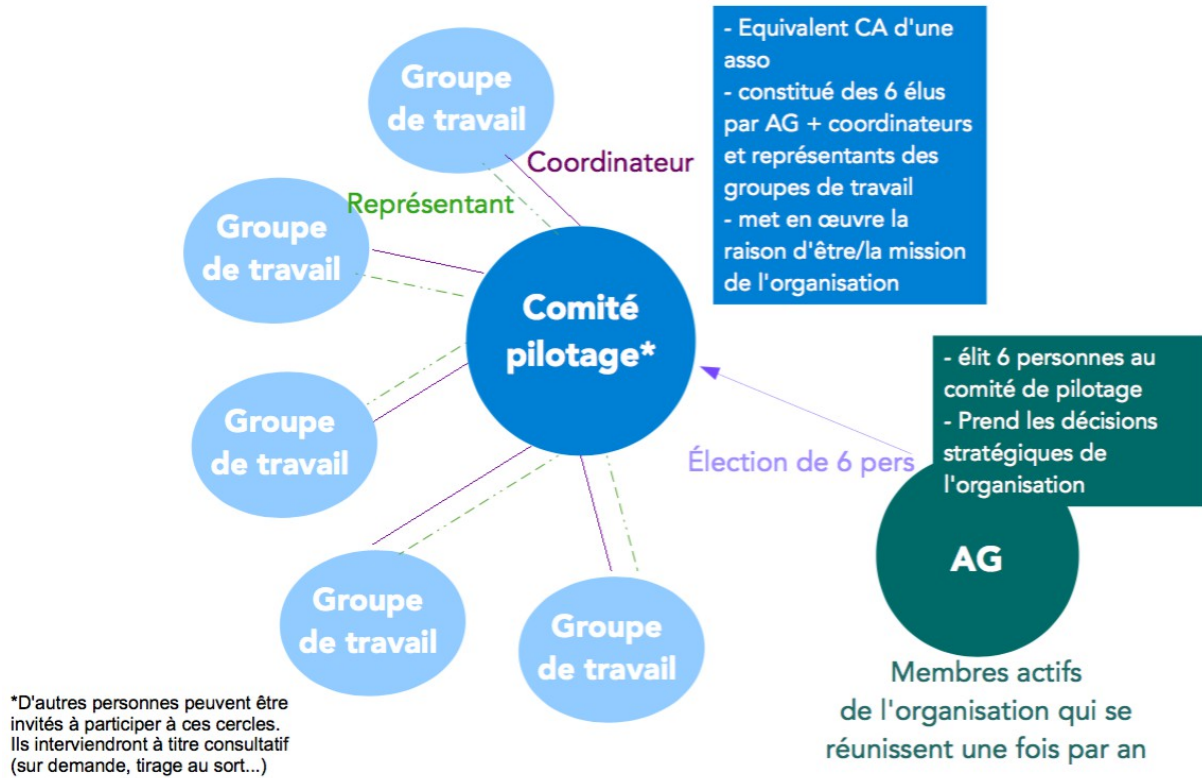 Groupe
de travail
Coordinateur
Représentant
Groupe
de travail
Groupe
de travail
Groupe
de travail
Groupe
de travail
Comité
pilotage*
- Equivalent CA d'une
asso
- constitué des 6 élus
par AG + coordinateurs
et représentants des
groupes de travail
- met en œuvre la
raison d'être/la mission
de l'organisation
- élit 6 personnes au
comité de pilotage
- Prend les décisions
stratégiques de
l'organisation
Élection de 6 pers
AG
Membres actifs
de l'organisation qui se
réunissent une fois par an
*D'autres personnes peuvent être
invités à participer à ces cercles.
Ils interviendront à titre consultatif
(sur demande, tirage au sort...)